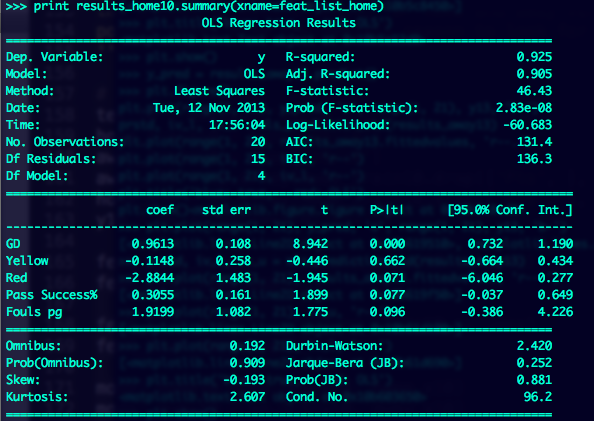 >>> print results_home10.summary(xname=feat_list_home)
OLS Regression Results
Dep. Variable: y R-squared: 0.925
Model: OLS Adj. R-squared: 0.905
Method: Least Squares F-statistic: 46.43
Date: Tue, 12 Nov 2013 Prob (F-statistic): 2.83e-08
Time: 17:56:04 Log-Likelihood: -60.683
No. Observations: 20 AIC: 131.4
Df Residuals: 15 BIC: 136.3
Df Model: 4
coef std err t P>|t| [95.0% Conf. Int.]
GD 0.9613 0.108 8.942 0.000 0.732 1.190
Yellow -0.1148 0.258 -0.446 0.662 -0.664 0.434
Red -2.8844 1.483 -1.945 0.071 -6.046 0.277
Pass Success% 0.3055 0.161 1.899 0.077 -0.037 0.649
Fouls pg 1.9199 1.082 1.775 0.096 -0.386 4.226
Omnibus: 0.192 Durbin-Watson: 2.420
Prob(Omnibus): 0.909 Jarque-Bera (JB): 0.252
Skew: -0.193 Prob(JB): 0.881
Kurtosis: 2.607 Cond. No. 96.2